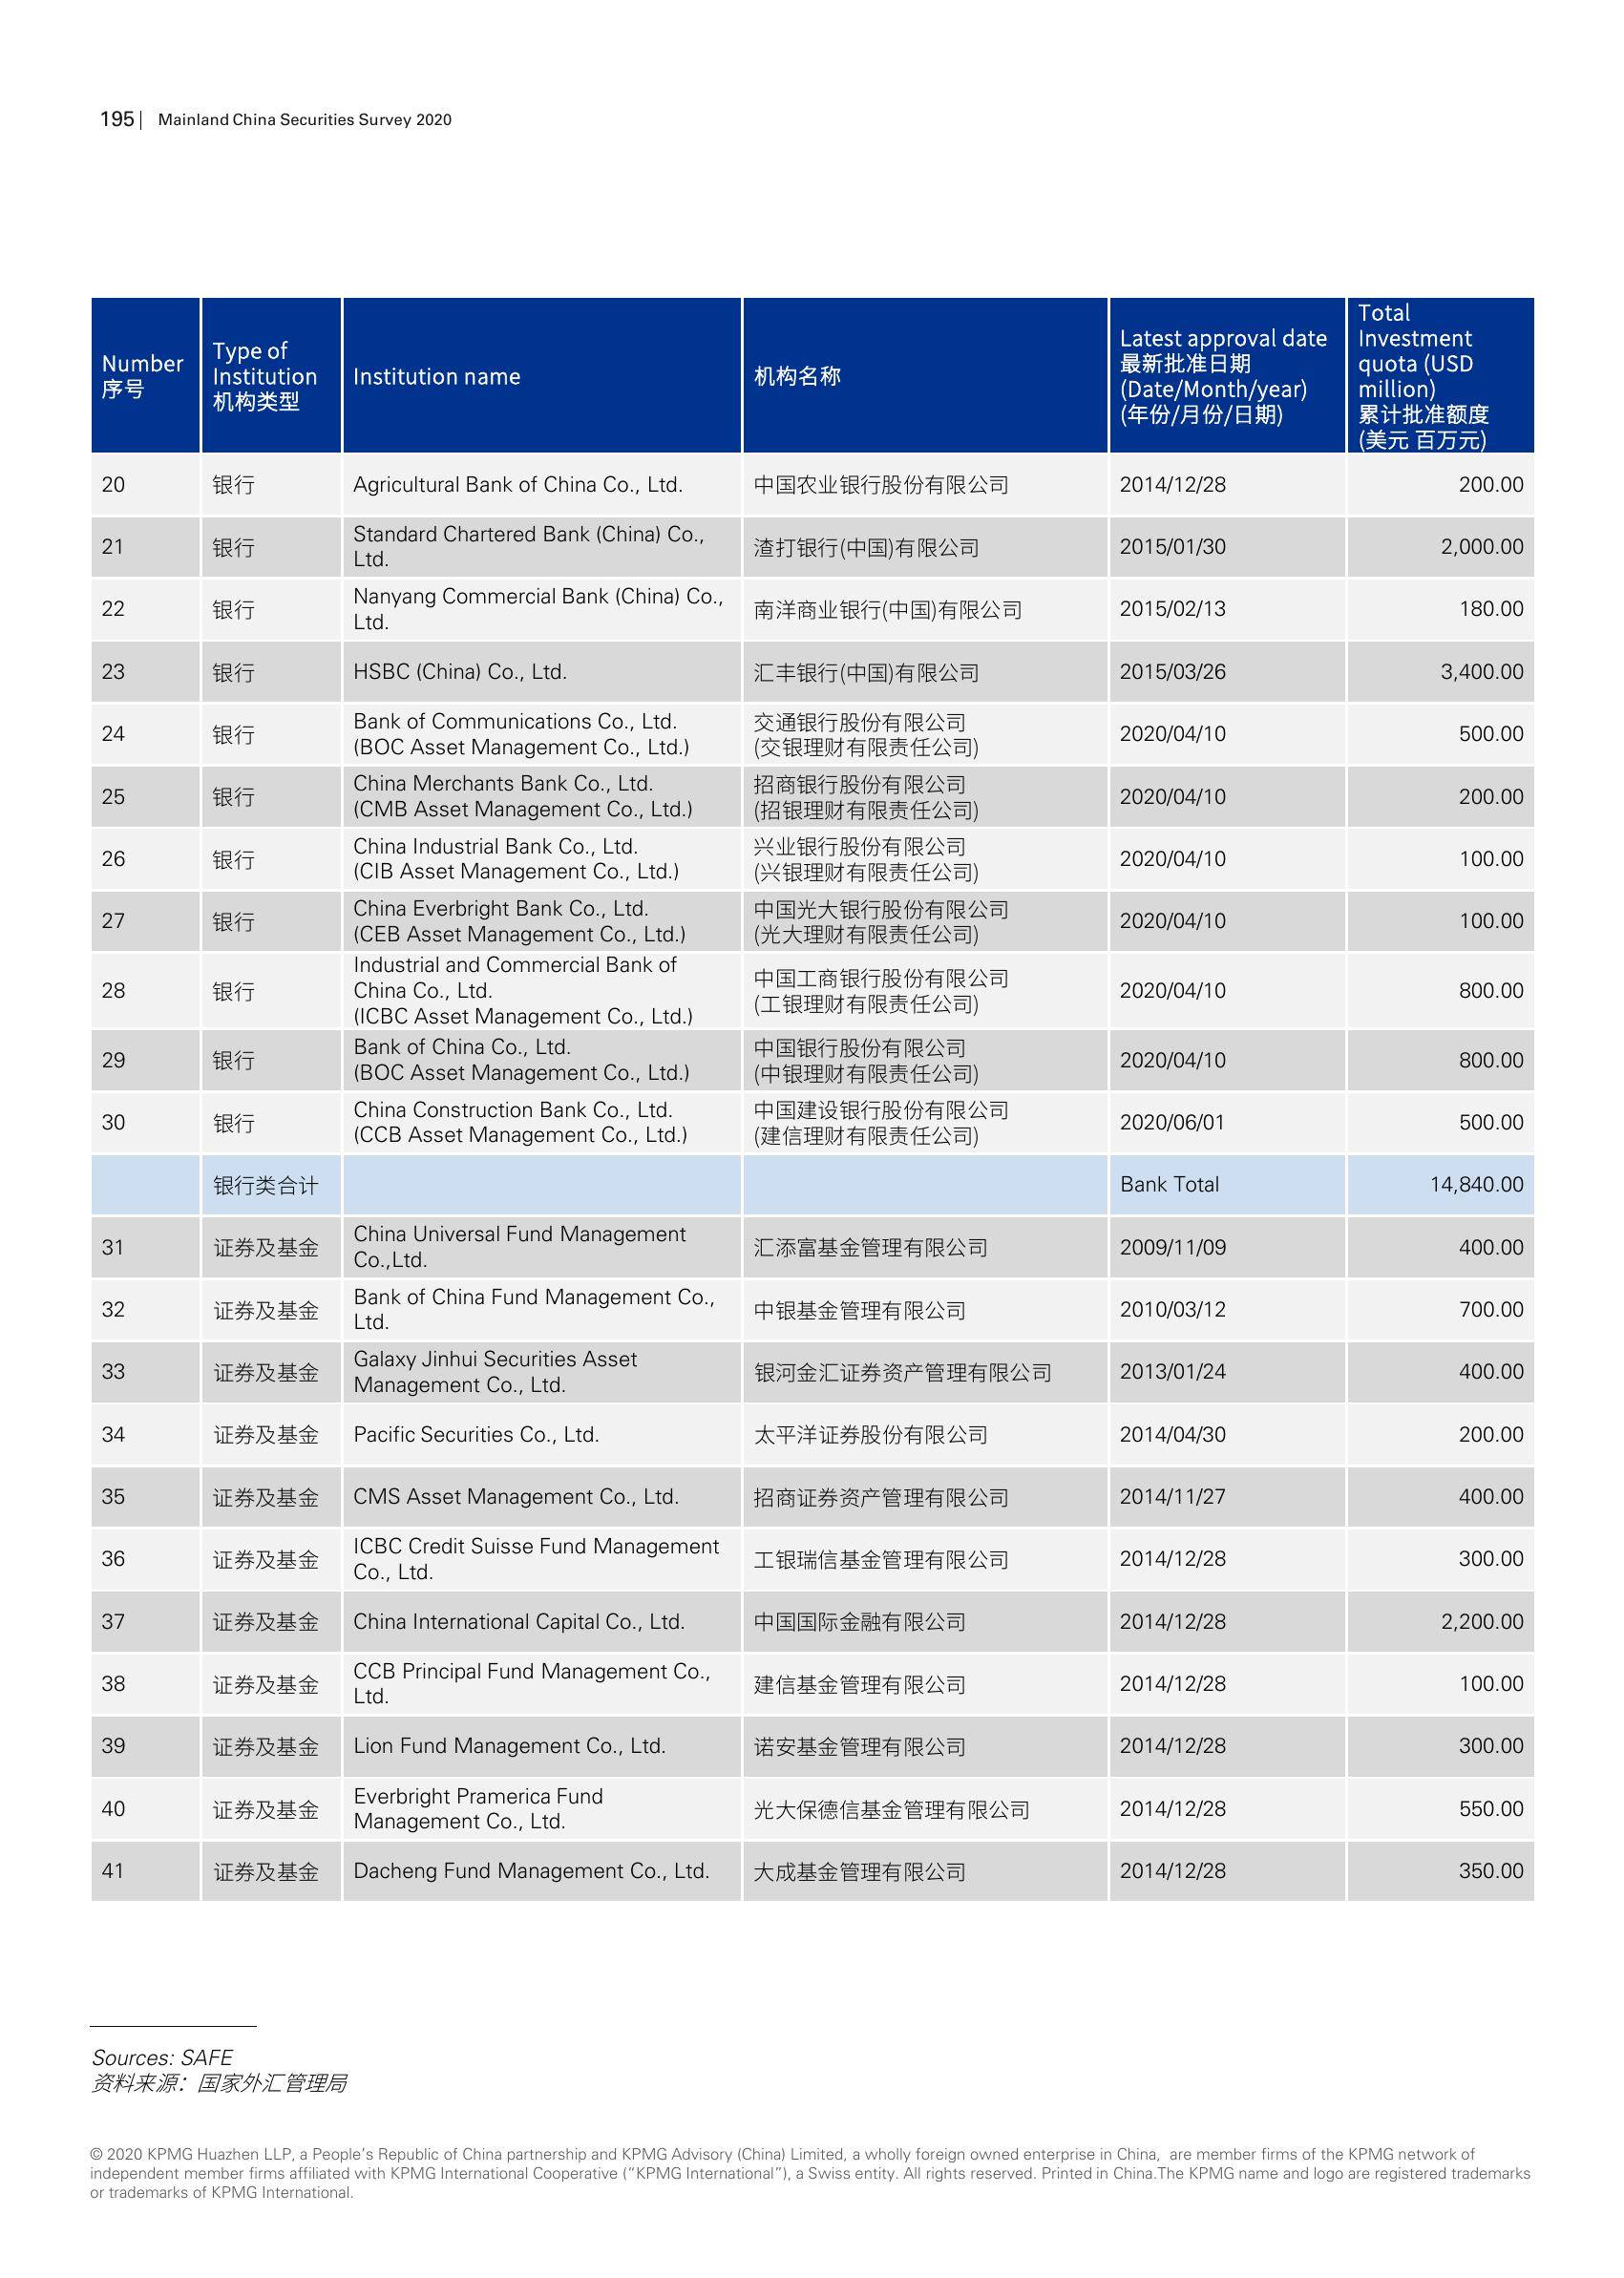 195 | Mainland China Securities Survey 2020
Number
序号
Type of
Institution
机构类型
Institution name
机构名称
Latest approval date
最新批准日期
(Date/Month/year)
(年份/月份/日期)
Total
Investment
quota (USD
million)
累计批准额度
(美元 百万元)
20 银行 Agricultural Bank of China Co., Ltd. 中国农业银行股份有限公司 2014/12/28 200.00
21 银行 Standard Chartered Bank (China) Co.,
Ltd. 渣打银行(中国)有限公司 2015/01/30 2,000.00
22 银行 Nanyang Commercial Bank (China) Co.,
Ltd. 南洋商业银行(中国)有限公司 2015/02/13 180.00
23 银行 HSBC (China) Co., Ltd. 汇丰银行(中国)有限公司 2015/03/26 3,400.00
24 银行 Bank of Communications Co., Ltd.
(BOC Asset Management Co., Ltd.) 交通银行股份有限公司
(交银理财有限责任公司) 2020/04/10 500.00
25 银行 China Merchants Bank Co., Ltd.
(CMB Asset Management Co., Ltd.) 招商银行股份有限公司
(招银理财有限责任公司) 2020/04/10 200.00
26 银行 China Industrial Bank Co., Ltd.
(CIB Asset Management Co., Ltd.) 兴业银行股份有限公司
(兴银理财有限责任公司) 2020/04/10 100.00
27 银行 China Everbright Bank Co., Ltd.
(CEB Asset Management Co., Ltd.) 中国光大银行股份有限公司
(光大理财有限责任公司) 2020/04/10 100.00
28 银行 Industrial and Commercial Bank of
China Co., Ltd.
(ICBC Asset Management Co., Ltd.) 中国工商银行股份有限公司
(工银理财有限责任公司) 2020/04/10 800.00
29 银行 Bank of China Co., Ltd.
(BOC Asset Management Co., Ltd.) 中国银行股份有限公司
(中银理财有限责任公司) 2020/04/10 800.00
30 银行 China Construction Bank Co., Ltd.
(CCB Asset Management Co., Ltd.) 中国建设银行股份有限公司
(建信理财有限责任公司) 2020/06/01 500.00
银行类合计 Bank Total 14,840.00
31 证券及基金 China Universal Fund Management
Co.,Ltd. 汇添富基金管理有限公司 2009/11/09 400.00
32 证券及基金 Bank of China Fund Management Co.,
Ltd. 中银基金管理有限公司 2010/03/12 700.00
33 证券及基金 Galaxy Jinhui Securities Asset
Management Co., Ltd. 银河金汇证券资产管理有限公司 2013/01/24 400.00
34 证券及基金 Pacific Securities Co., Ltd. 太平洋证券股份有限公司 2014/04/30 200.00
35 证券及基金 CMS Asset Management Co., Ltd. 招商证券资产管理有限公司 2014/11/27 400.00
36 证券及基金 ICBC Credit Suisse Fund Management
Co., Ltd. 工银瑞信基金管理有限公司 2014/12/28 300.00
37 证券及基金 China International Capital Co., Ltd. 中国国际金融有限公司 2014/12/28 2,200.00
38 证券及基金 CCB Principal Fund Management Co.,
Ltd. 建信基金管理有限公司 2014/12/28 100.00
39 证券及基金 Lion Fund Management Co., Ltd. 诺安基金管理有限公司 2014/12/28 300.00
40 证券及基金 Everbright Pramerica Fund
Management Co., Ltd. 光大保德信基金管理有限公司 2014/12/28 550.00
41 证券及基金 Dacheng Fund Management Co., Ltd. 大成基金管理有限公司 2014/12/28 350.00
Sources: SAFE
资料来源：国家外汇管理局
© 2020 KPMG Huazhen LLP, a People’s Republic of China partnership and KPMG Advisory (China) Limited, a wholly foreign owned enterprise in China, are member firms of the KPMG network of
independent member firms affiliated with KPMG International Cooperative (“KPMG International”), a Swiss entity. All rights reserved. Printed in China.The KPMG name and logo are registered trademarks
or trademarks of KPMG International.